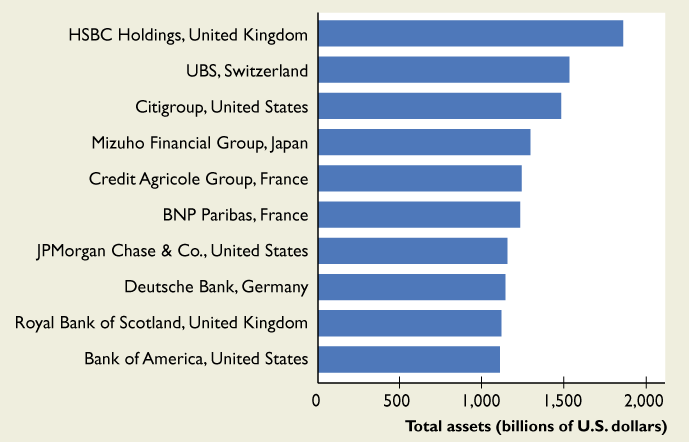 HSBC Holdings, United Kingdom
UBS, Switzerland
Citigroup, United States
Mizuho Financial Group, Japan
Credit Agricole Group, France
BNP Paribas, France
JPMorgan Chase & Co., United States
Deutsche Bank, Germany
Royal Bank of Scotland, United Kingdom
Bank of America, United States
0 500 1,000 1,500 2,000
Total assets (billions of U.S. dollars)